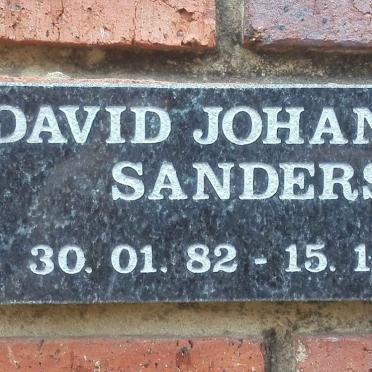 DAVID JOHAN
SANDERS
30. 01. 82 - 15. 1